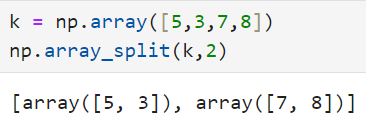 k = np.array([5,3,7,8])
np.array_split(k,2)
[array([5, 3]), array([7, 8])]